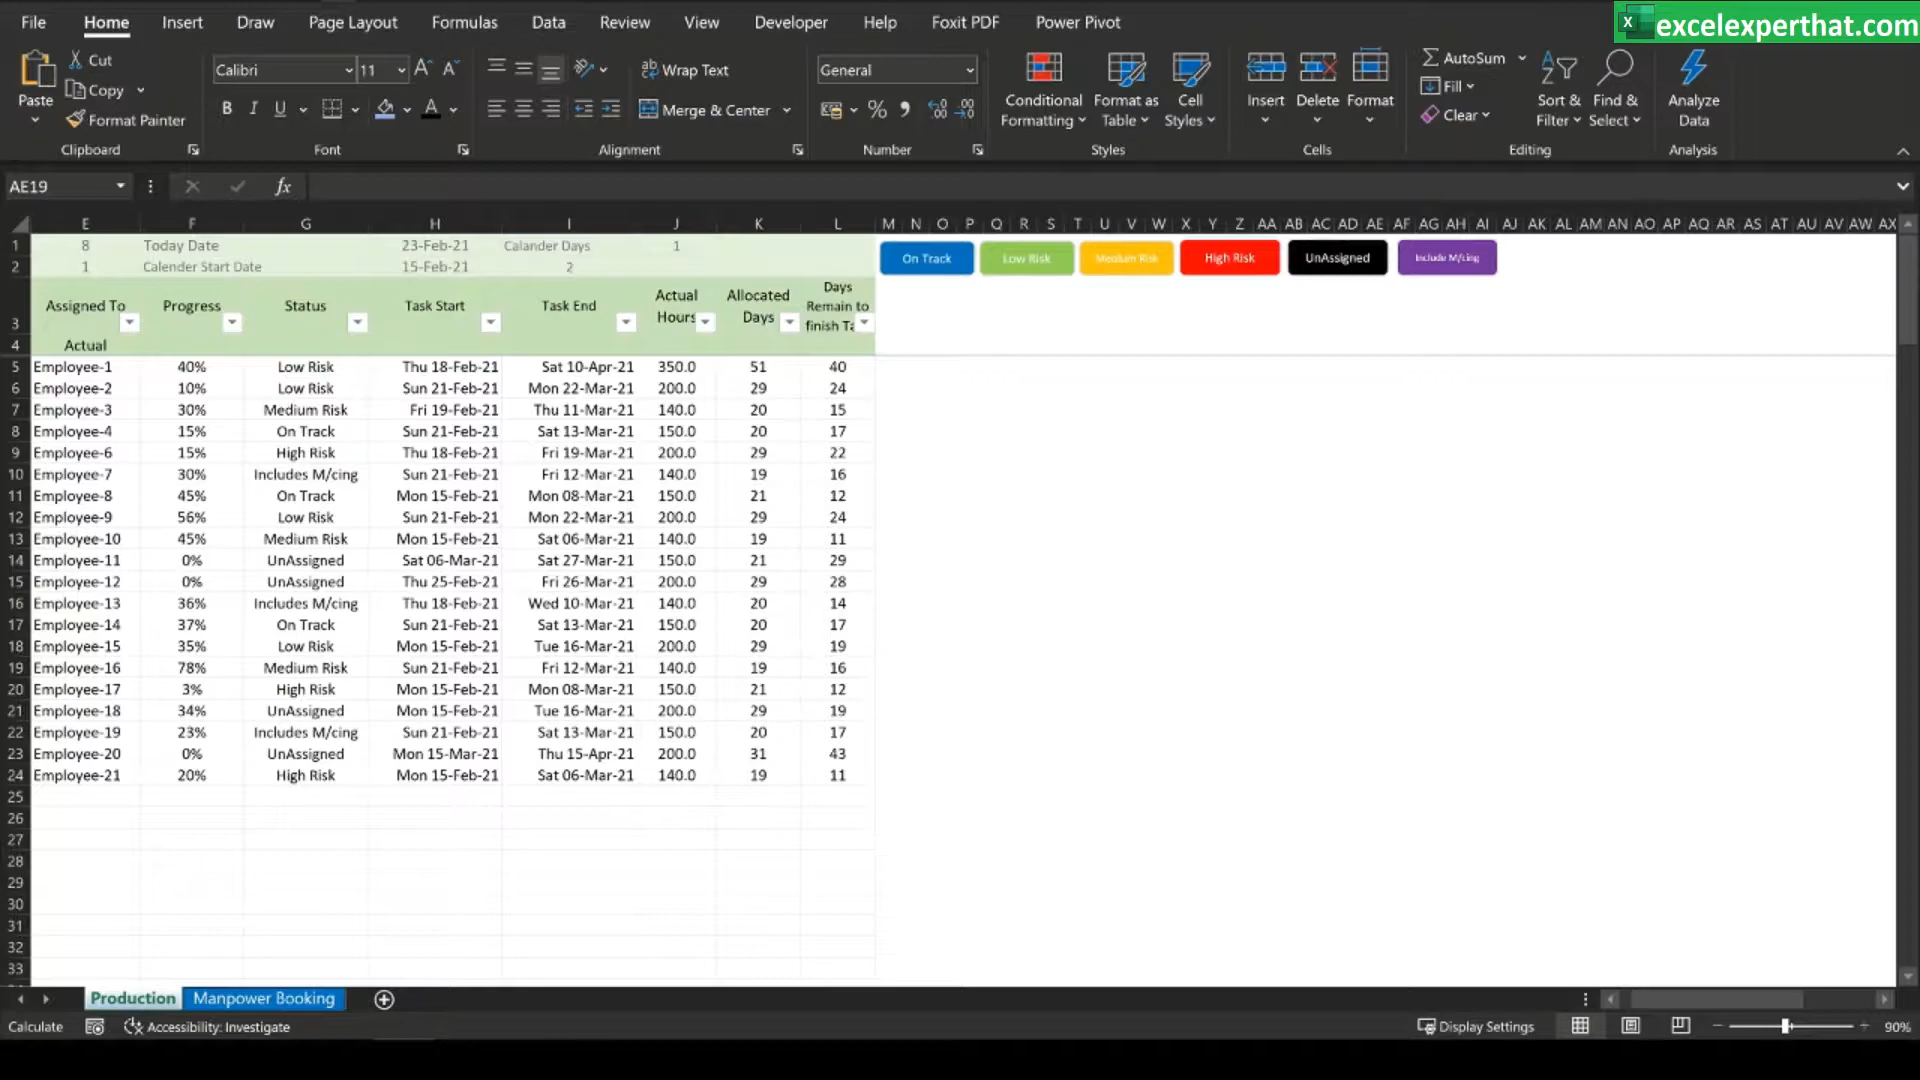 File Home Insert Draw Page Layout Formulas Data Review View Developer Help Foxit PDF Power Pivot
excelexperthat.com
Cut
Copy
Format Painter
Paste
Clipboard
Calibri 11
B I U A
Font
Wrap Text
Merge & Center
Alignment
General
% ,
Number
Conditional Formatting
Format as Table
Cell Styles
Styles
Insert Delete Format
Cells
AutoSum
Fill
Clear
Sort & Filter
Find & Select
Editing
Analyze Data
Analysis
AE19 fx
E F G H I J K L M N O P Q R S T U V W X Y Z AA AB AC AD AE AF AG AH AI AJ AK AL AM AN AO AP AQ AR AS AT AU AV AW AX
1 8 Today Date 23-Feb-21 Calander Days 1
2 1 Calender Start Date 15-Feb-21 2
On Track Low Risk Medium Risk High Risk UnAssigned Include M/cing
3 Assigned To Progress Status Task Start Task End Actual Hours Allocated Days Days Remain to finish Ta
4 Actual
5 Employee-1 40% Low Risk Thu 18-Feb-21 Sat 10-Apr-21 350.0 51 40
6 Employee-2 10% Low Risk Sun 21-Feb-21 Mon 22-Mar-21 200.0 29 24
7 Employee-3 30% Medium Risk Fri 19-Feb-21 Thu 11-Mar-21 140.0 20 15
8 Employee-4 15% On Track Sun 21-Feb-21 Sat 13-Mar-21 150.0 20 17
9 Employee-6 15% High Risk Thu 18-Feb-21 Fri 19-Mar-21 200.0 29 22
10 Employee-7 30% Includes M/cing Sun 21-Feb-21 Fri 12-Mar-21 140.0 19 16
11 Employee-8 45% On Track Mon 15-Feb-21 Mon 08-Mar-21 150.0 21 12
12 Employee-9 56% Low Risk Sun 21-Feb-21 Mon 22-Mar-21 200.0 29 24
13 Employee-10 45% Medium Risk Mon 15-Feb-21 Sat 06-Mar-21 140.0 19 11
14 Employee-11 0% UnAssigned Sat 06-Mar-21 Sat 27-Mar-21 150.0 21 29
15 Employee-12 0% UnAssigned Thu 25-Feb-21 Fri 26-Mar-21 200.0 29 28
16 Employee-13 36% Includes M/cing Thu 18-Feb-21 Wed 10-Mar-21 140.0 20 14
17 Employee-14 37% On Track Sun 21-Feb-21 Sat 13-Mar-21 150.0 20 17
18 Employee-15 35% Low Risk Mon 15-Feb-21 Tue 16-Mar-21 200.0 29 19
19 Employee-16 78% Medium Risk Sun 21-Feb-21 Fri 12-Mar-21 140.0 19 16
20 Employee-17 3% High Risk Mon 15-Feb-21 Mon 08-Mar-21 150.0 21 12
21 Employee-18 34% UnAssigned Mon 15-Feb-21 Tue 16-Mar-21 200.0 29 19
22 Employee-19 23% Includes M/cing Sun 21-Feb-21 Sat 13-Mar-21 150.0 20 17
23 Employee-20 0% UnAssigned Mon 15-Mar-21 Thu 15-Apr-21 200.0 31 43
24 Employee-21 20% High Risk Mon 15-Feb-21 Sat 06-Mar-21 140.0 19 11
25
26
27
28
29
30
31
32
33
Production Manpower Booking
Calculate Accessibility: Investigate Display Settings 90%